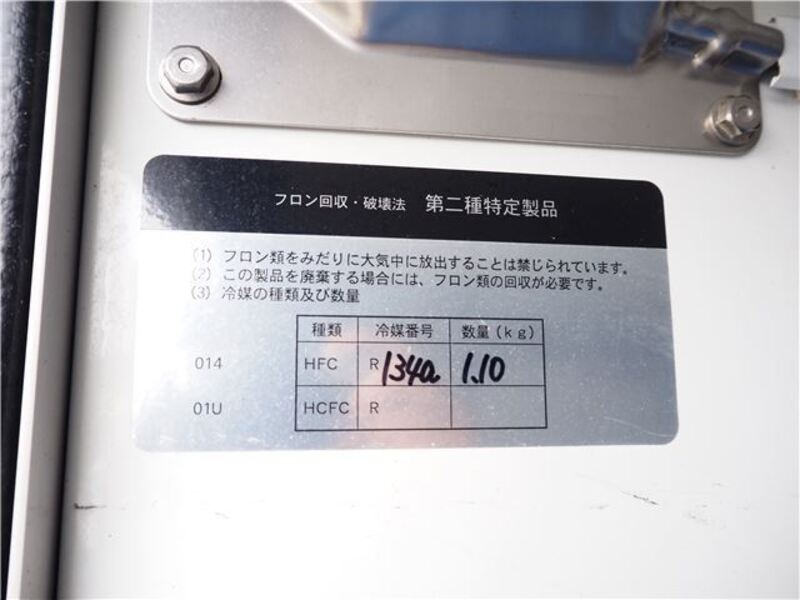 フロン回収・破壊法 第二種特定製品
(1) フロン類をみだりに大気中に放出することは禁じられています。
(2) この製品を廃棄する場合には、フロン類の回収が必要です。
(3) 冷媒の種類及び数量
種類 冷媒番号 数量(kg)
014 HFC R 134a 1.10
01U HCFC R